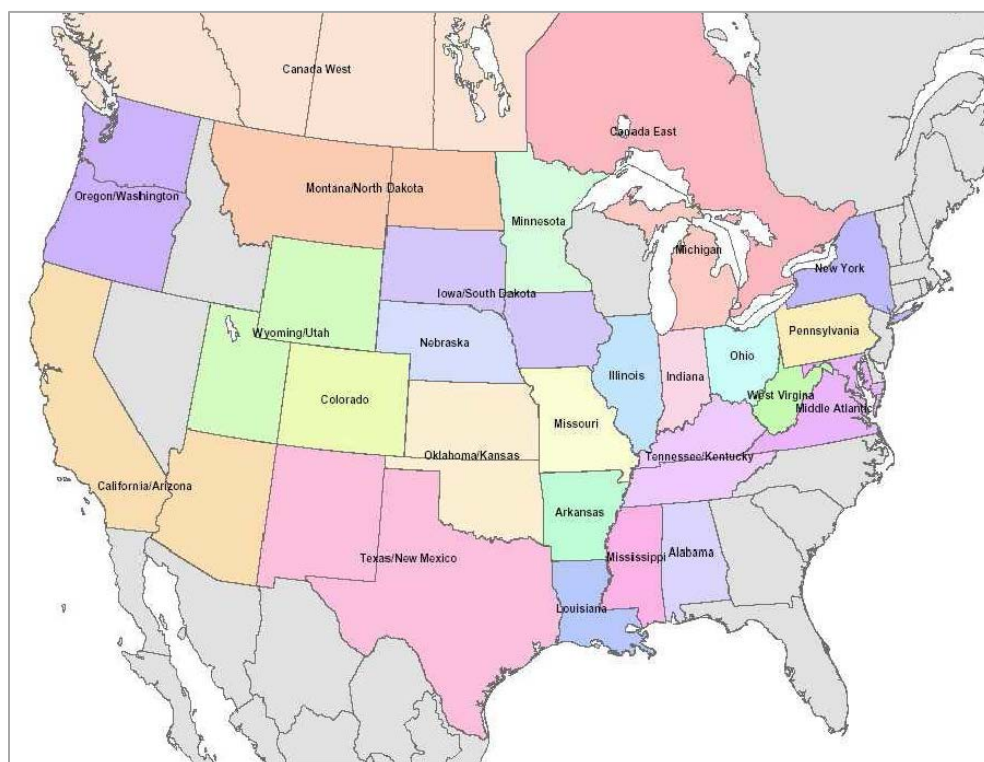 Canada West
Canada East
Montana/North Dakota
Oregon/Washington
Minnesota
Michigan
New York
Iowa/South Dakota
Wyoming/Utah
Pennsylvania
Nebraska
Ohio
Illinois
Indiana
West Virgina
Colorado
Middle Atlantic
Missouri
Oklahoma/Kansas
Tennessee/Kentucky
California/Arizona
Arkansas
Texas/New Mexico
Mississippi
Alabama
Louisiana